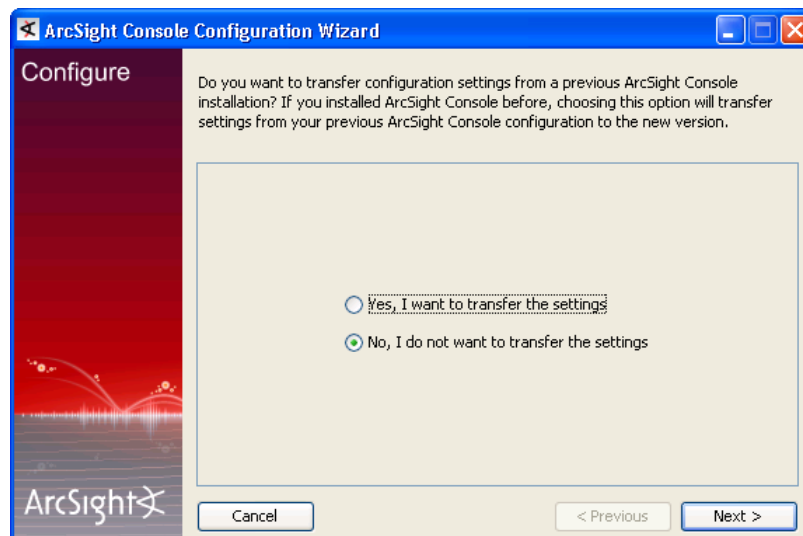 ArcSight Console Configuration Wizard
Configure
Do you want to transfer configuration settings from a previous ArcSight Console
installation? If you installed ArcSight Console before, choosing this option will transfer
settings from your previous ArcSight Console configuration to the new version.
Yes, I want to transfer the settings
No, I do not want to transfer the settings
ArcSight
Cancel
< Previous
Next >